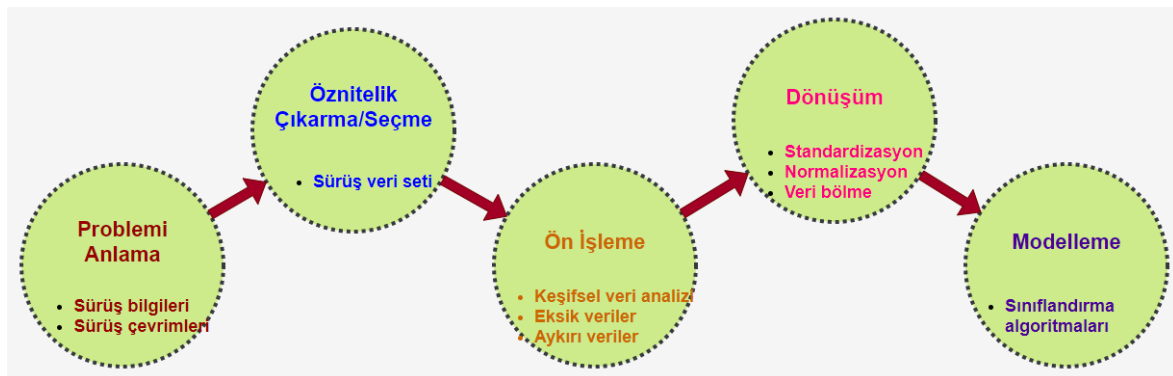 Problemi
Anlama
• Sürüş bilgileri
• Sürüş çevrimleri
Öznitelik
Çıkarma/Seçme
• Sürüş veri seti
Ön İşleme
• Keşifsel veri analizi
• Eksik veriler
• Aykırı veriler
Dönüşüm
• Standardizasyon
• Normalizasyon
• Veri bölme
Modelleme
• Sınıflandırma
algoritmaları